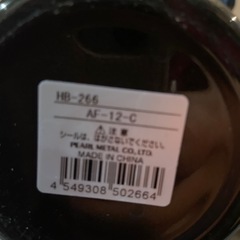 HB-266
AF-12-C
⚠ 注意
シールは、はがさないでください。
PEARL METAL CO.,LTD.
MADE IN CHINA
4 549308 502664